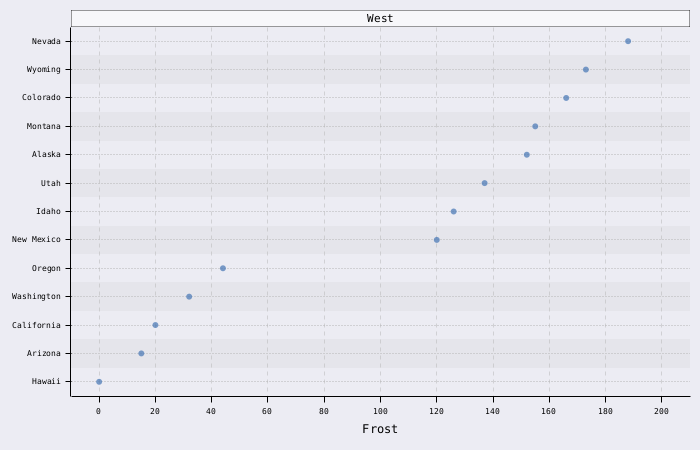 West
Nevada
Wyoming
Colorado
Montana
Alaska
Utah
Idaho
New Mexico
Oregon
Washington
California
Arizona
Hawaii
0 20 40 60 80 100 120 140 160 180 200
Frost